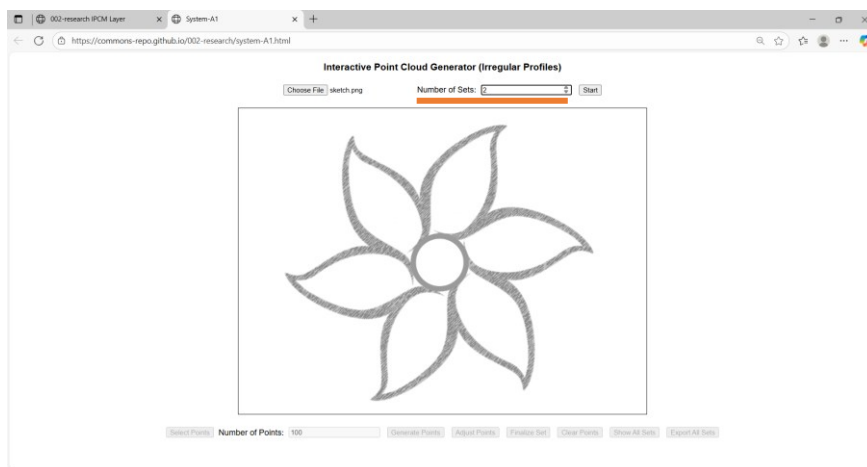 002-research IPCM Layer
System-A1
https://commons-repo.github.io/002-research/system-A1.html
Interactive Point Cloud Generator (Irregular Profiles)
Choose File sketch.png Number of Sets: 2 Start
Select Points Number of Points: 100 Generate Points Adjust Points Finalize Set Clear Points Show All Sets Export All Sets